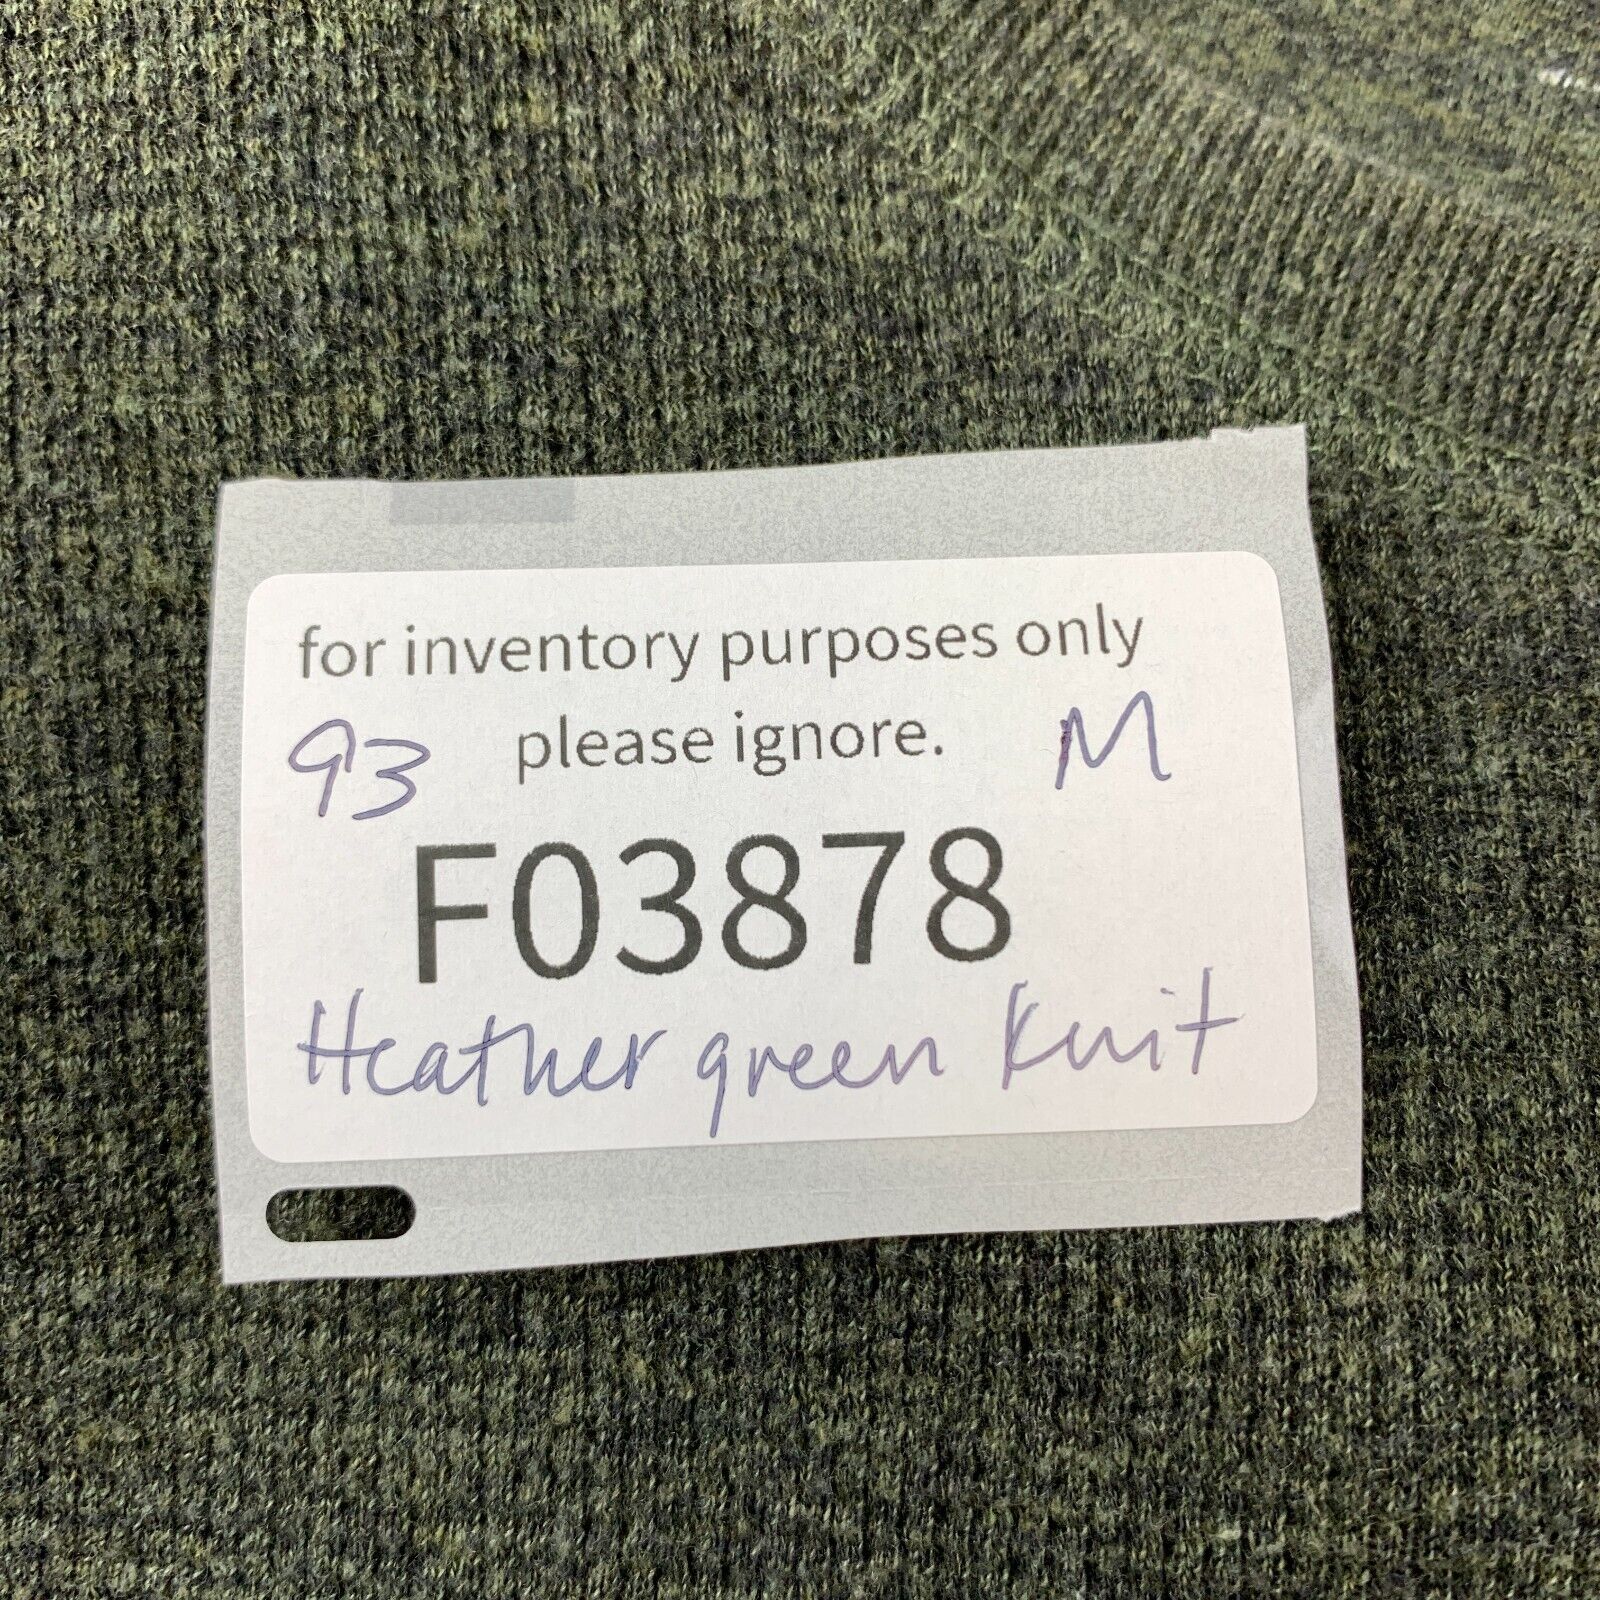 for inventory purposes only
93 please ignore. M
F03878
Heather green Knit